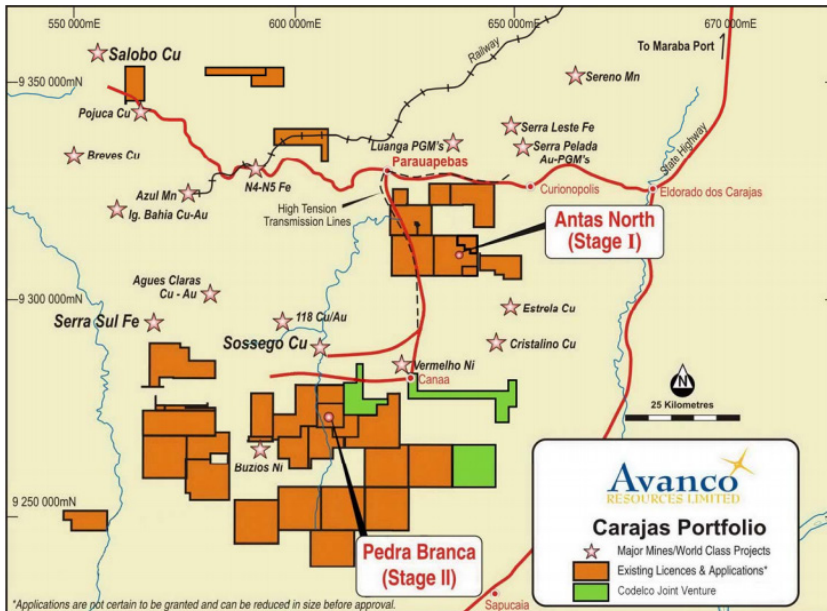 550 000mE
600 000mE
650 000mE
670 000mE
To Maraba Port
Salobo Cu
Railway
Sereno Mn
9 350 000mN
Pojuca Cu
Luanga PGM's
Serra Leste Fe
State Highway
Breves Cu
Parauapebas
Serra Pelada
Au-PGM's
Azul Mn
N4-N5 Fe
Curionopolis
Eldorado dos Carajas
Ig. Bahia Cu-Au
High Tension
Transmission Lines
Antas North
(Stage I)
Agues Claras
Cu - Au
9 300 000mN
Serra Sul Fe
118 Cu/Au
Estrela Cu
Sossego Cu
Cristalino Cu
Vermelho Ni
Canaa
N
25 Kilometres
Buzios Ni
Avanco
RESOURCES LIMITED
9 250 000mN
Carajas Portfolio
Pedra Branca
(Stage II)
Major Mines/World Class Projects
Existing Licences & Applications*
Codelco Joint Venture
*Applications are not certain to be granted and can be reduced in size before approval.
Sapucaia